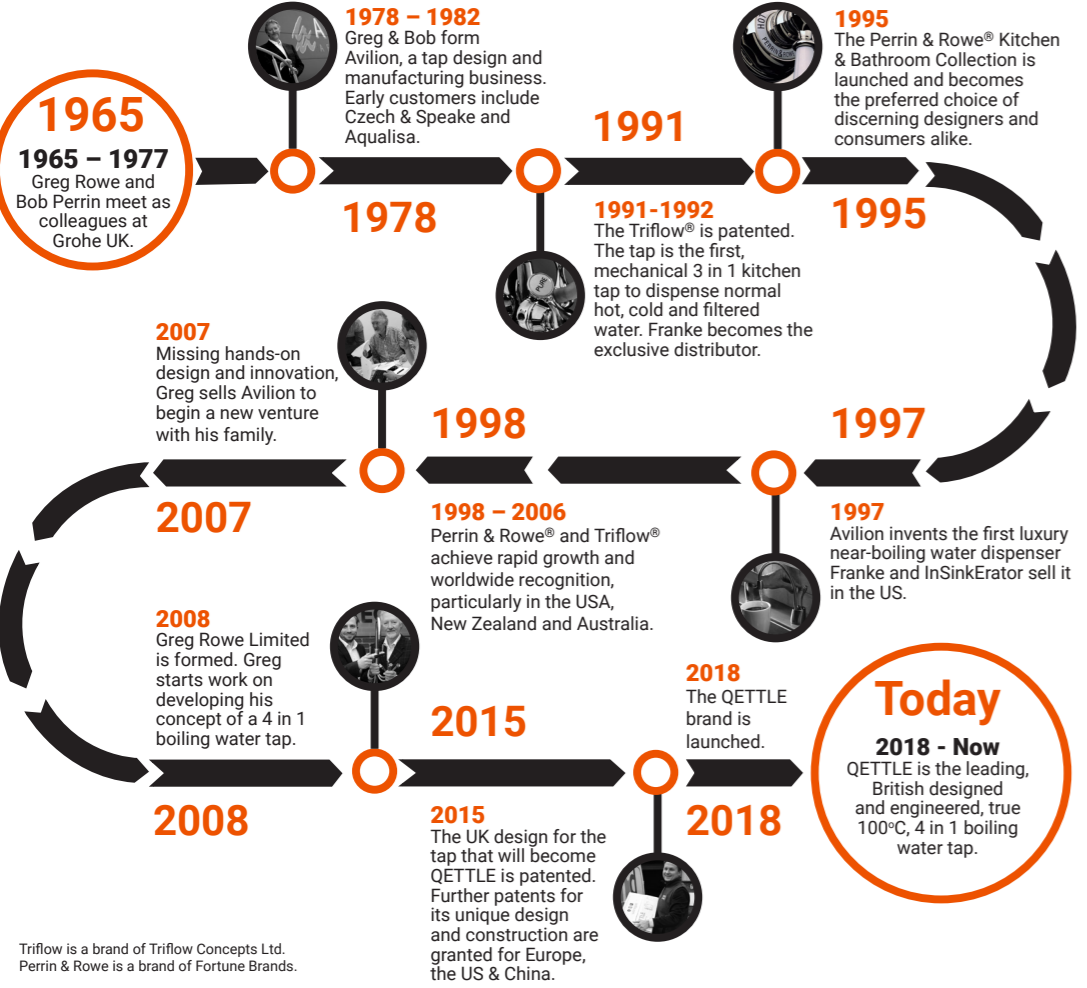 1965
1965 – 1977
Greg Rowe and
Bob Perrin meet as
colleagues at
Grohe UK.
1978 – 1982
Greg & Bob form
Avilion, a tap design and
manufacturing business.
Early customers include
Czech & Speake and
Aqualisa.
1978
1991
1991-1992
The Triflow® is patented.
The tap is the first,
mechanical 3 in 1 kitchen
tap to dispense normal
hot, cold and filtered
water. Franke becomes the
exclusive distributor.
PURE
1995
The Perrin & Rowe® Kitchen
& Bathroom Collection is
launched and becomes
the preferred choice of
discerning designers and
consumers alike.
1995
1997
1997
Avilion invents the first luxury
near-boiling water dispenser
Franke and InSinkErator sell it
in the US.
1998
1998 – 2006
Perrin & Rowe® and Triflow®
achieve rapid growth and
worldwide recognition,
particularly in the USA,
New Zealand and Australia.
2007
Missing hands-on
design and innovation,
Greg sells Avilion to
begin a new venture
with his family.
2007
2008
Greg Rowe Limited
is formed. Greg
starts work on
developing his
concept of a 4 in 1
boiling water tap.
2008
2015
2015
The UK design for the
tap that will become
QETTLE is patented.
Further patents for
its unique design
and construction are
granted for Europe,
the US & China.
2018
The QETTLE
brand is
launched.
2018
Today
2018 - Now
QETTLE is the leading,
British designed
and engineered, true
100ºC, 4 in 1 boiling
water tap.
Triflow is a brand of Triflow Concepts Ltd.
Perrin & Rowe is a brand of Fortune Brands.